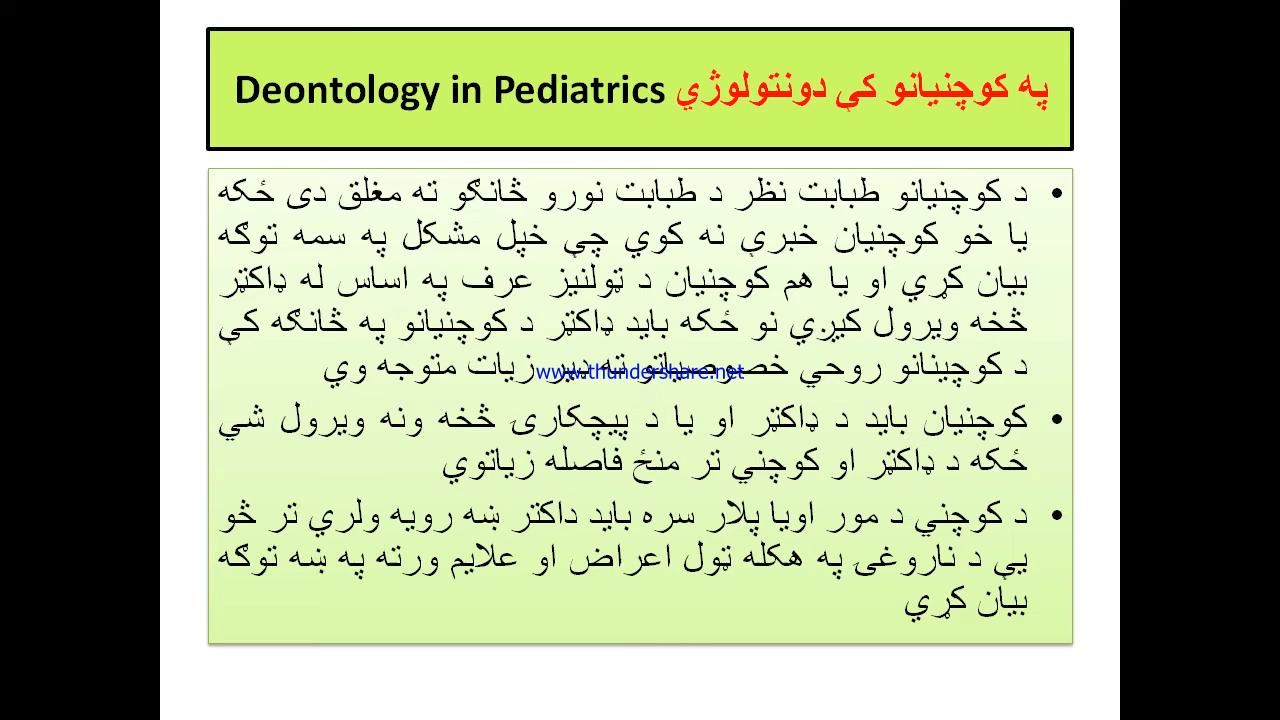 په کوچنیانو کې دونتولوژي Deontology in Pediatrics
• د کوچنیانو طبابت نظر د طبابت نورو څانګو ته مغلق دی ځکه
یا خو کوچنیان خبرې نه کوي چې خپل مشکل په سمه توګه
بیان کړي او یا هم کوچنیان د ټولنیز عرف په اساس له ډاکټر
څخه ویرول کیږي نو ځکه باید ډاکټر د کوچنیانو په څانګه کې
د کوچینانو روحي خصوصیاتو ته ډیر زیات متوجه وي
www.thundershare.net
• کوچنیان باید د ډاکټر او یا د پیچکارۍ څخه ونه ویرول شي
ځکه د ډاکټر او کوچني تر منځ فاصله زیاتوي
• د کوچني د مور اویا پلار سره باید داکتر ښه رویه ولري تر څو
یې د ناروغۍ په هکله ټول اعراض او علایم ورته په ښه توګه
بیان کړي